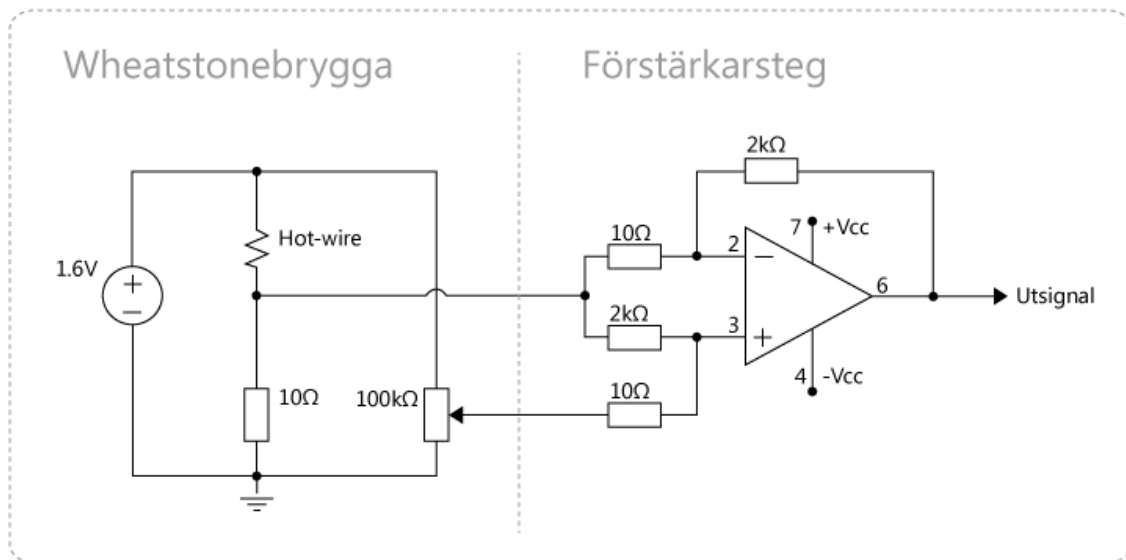 Wheatstonebrygga
Förstärkarsteg
2kΩ
Hot-wire
10Ω
2
7
+Vcc
1.6V
6
Utsignal
2kΩ
3
10Ω
100kΩ
10Ω
4
-Vcc